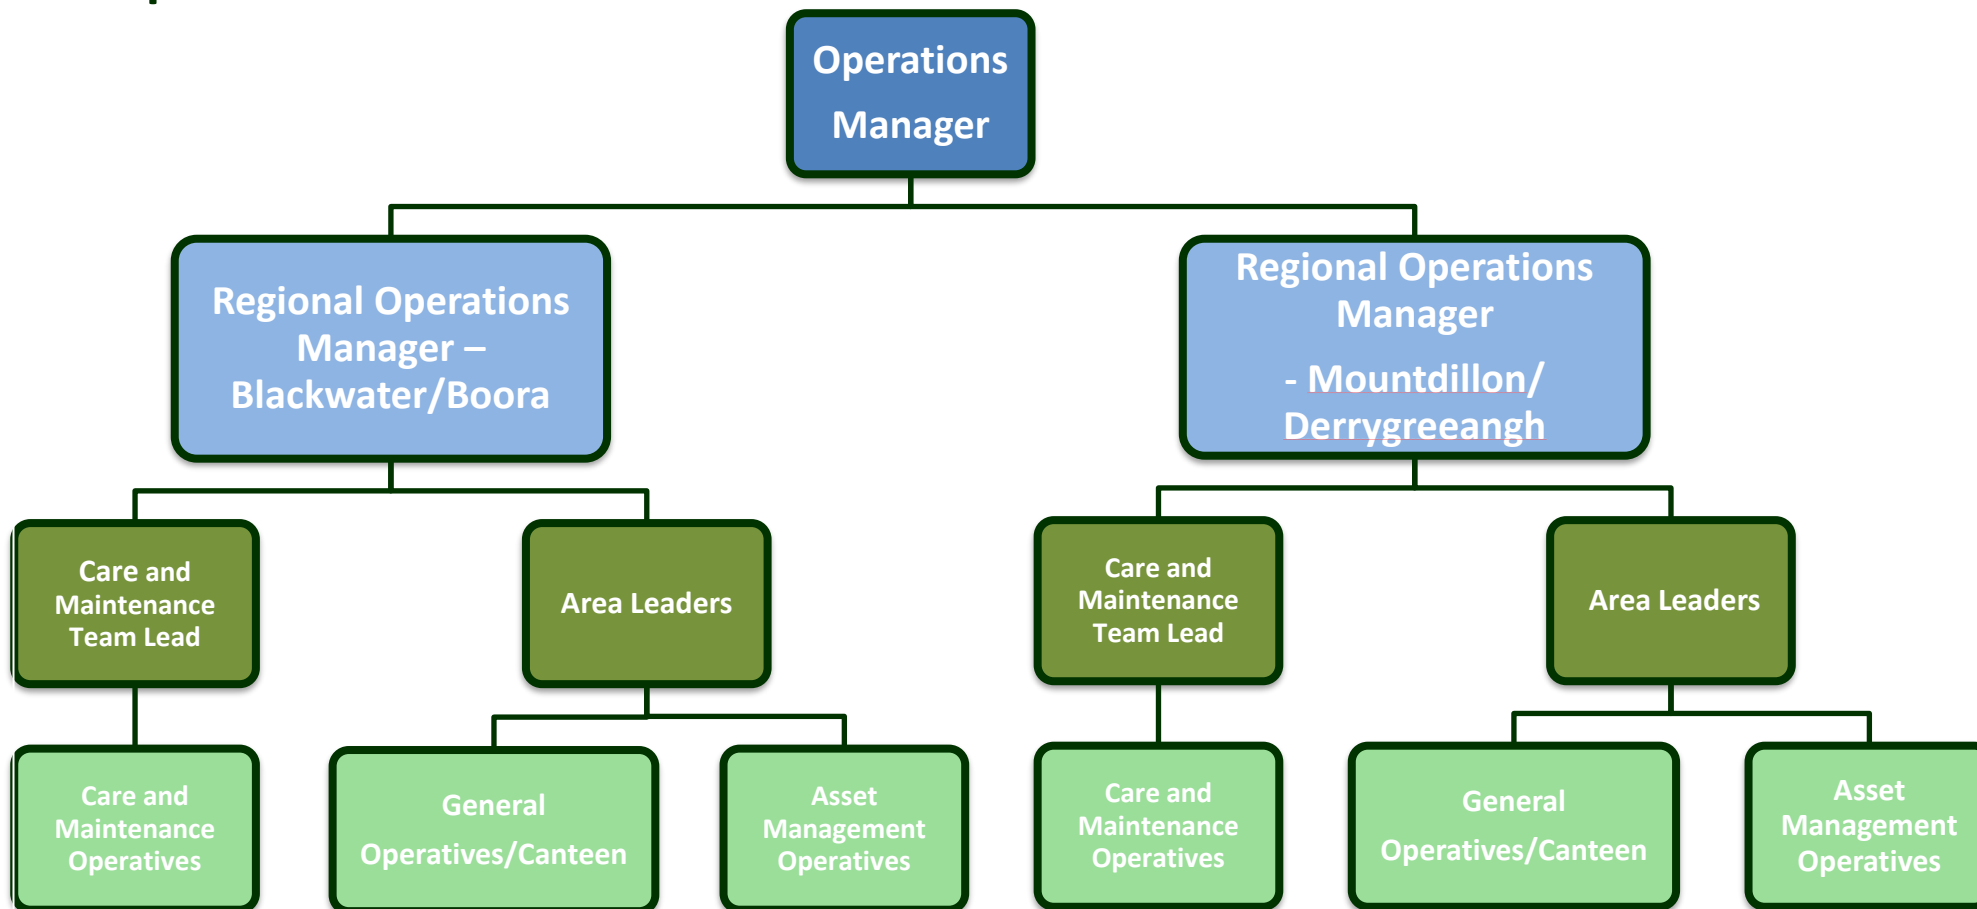 Operations
Manager
Regional Operations
Manager –
Blackwater/Boora
Regional Operations
Manager
- Mountdillon/
Derrygreeangh
Care and
Maintenance
Team Lead
Area Leaders
Care and
Maintenance
Team Lead
Area Leaders
Care and
Maintenance
Operatives
General
Operatives/Canteen
Asset
Management
Operatives
Care and
Maintenance
Operatives
General
Operatives/Canteen
Asset
Management
Operatives